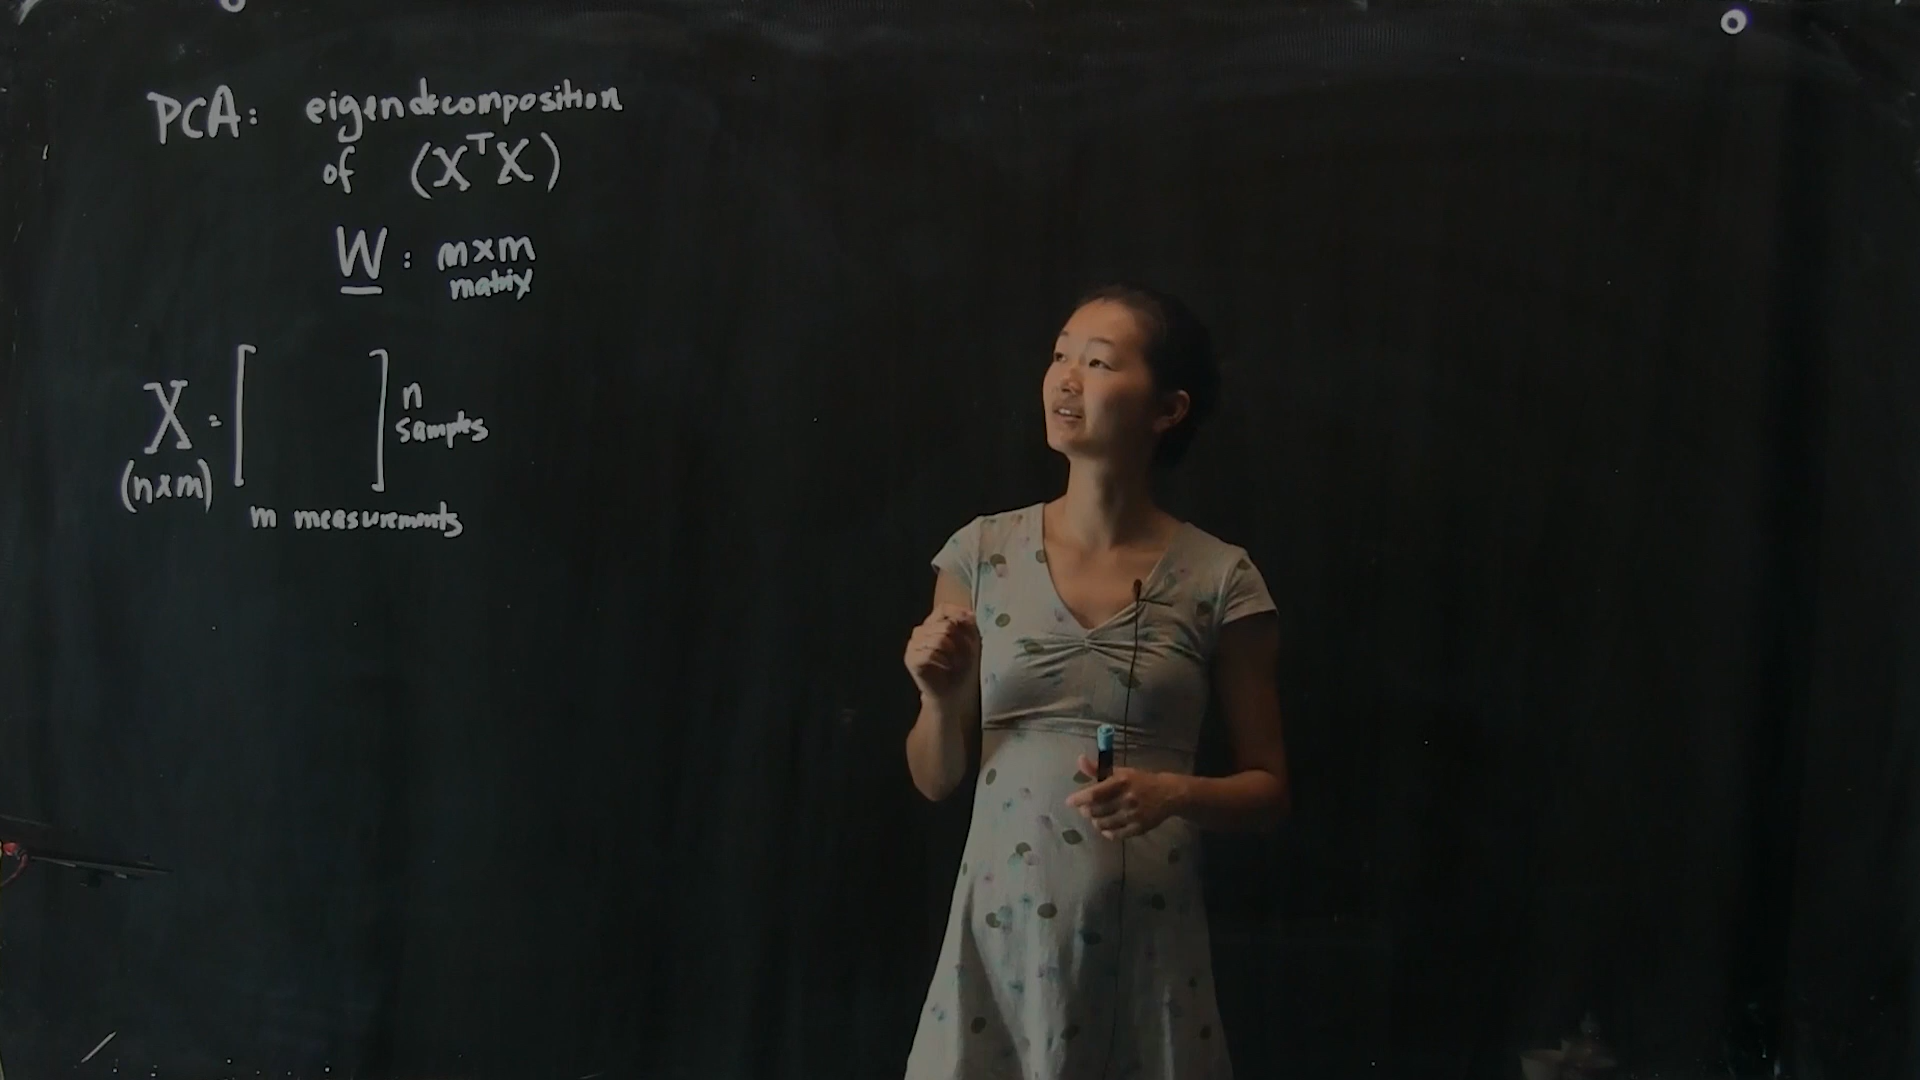 PCA: eigendecomposition
of (XᵀX)
W : m×m
matrix
X = [ ] n
samples
(n×m)
m measurements